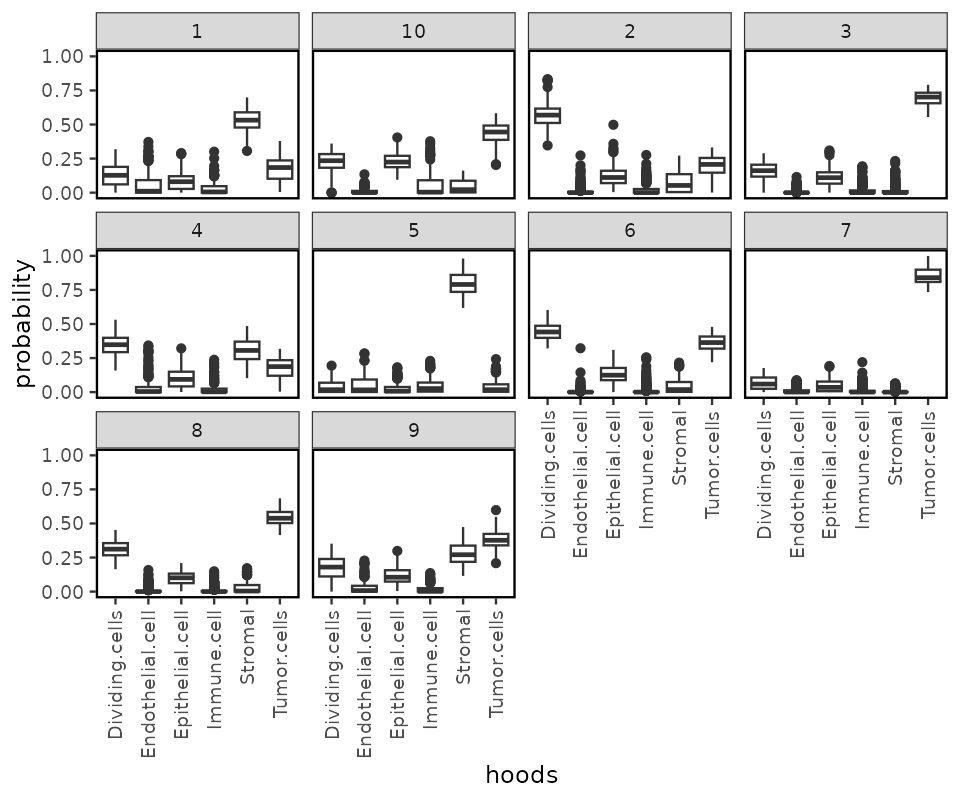 1 10 2 3
1.00
0.75
0.50
0.25
0.00
4 5 6 7
1.00
0.75
0.50
0.25
0.00
probability
8 9
1.00
0.75
0.50
0.25
0.00
Dividing.cells Endothelial.cell Epithelial.cell Immune.cell Stromal Tumor.cells
Dividing.cells Endothelial.cell Epithelial.cell Immune.cell Stromal Tumor.cells
Dividing.cells Endothelial.cell Epithelial.cell Immune.cell Stromal Tumor.cells
Dividing.cells Endothelial.cell Epithelial.cell Immune.cell Stromal Tumor.cells
hoods